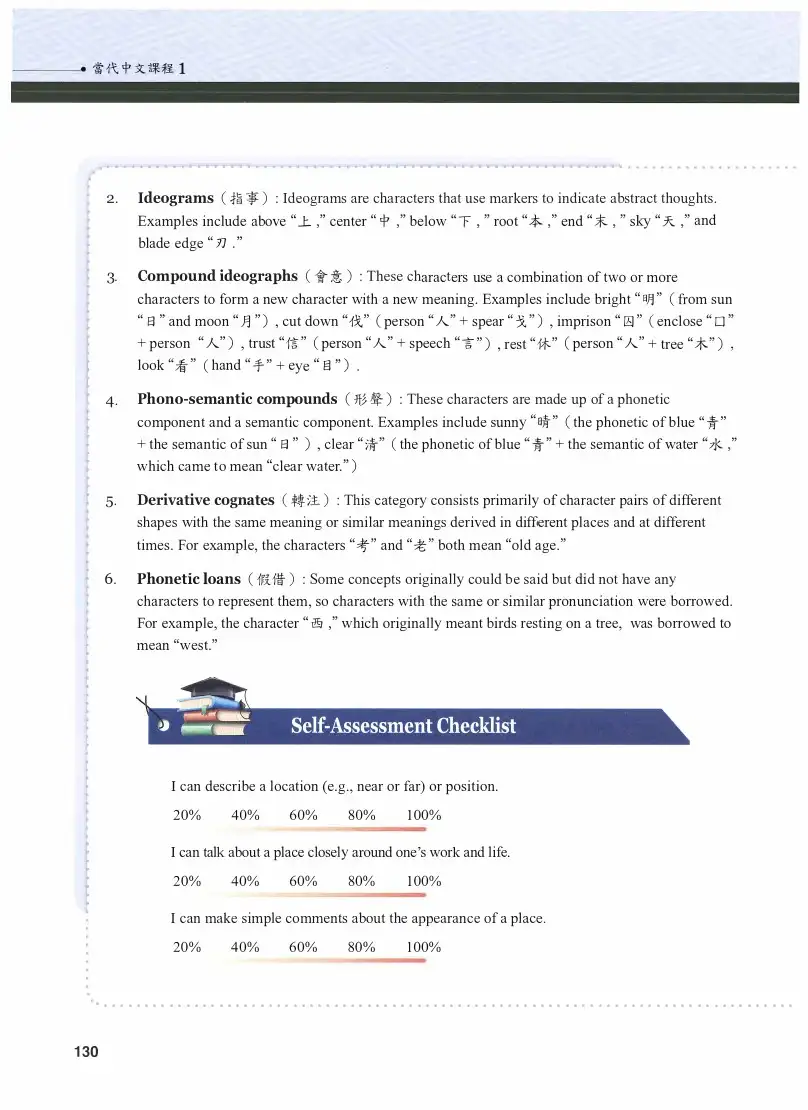 當代中文課程 1
2. Ideograms（指事）: Ideograms are characters that use markers to indicate abstract thoughts.
Examples include above “上 ,” center “中 ,” below “下 , ” root “本 ,” end “末 , ” sky “天 ,” and
blade edge “刃 .”
3. Compound ideographs（會意）: These characters use a combination of two or more
characters to form a new character with a new meaning. Examples include bright “明”（from sun
“日” and moon “月”）, cut down “伐”（person “人” + spear “戈”）, imprison “囚”（enclose “囗”
+ person “人”）, trust “信”（person “人” + speech “言”）, rest “休”（person “人” + tree “木”）,
look “看”（hand “手” + eye “目”）.
4. Phono-semantic compounds（形聲）: These characters are made up of a phonetic
component and a semantic component. Examples include sunny “晴”（the phonetic of blue “青”
+ the semantic of sun “日” ）, clear “清”（the phonetic of blue “青” + the semantic of water “水 ,”
which came to mean “clear water.”）
5. Derivative cognates（轉注）: This category consists primarily of character pairs of different
shapes with the same meaning or similar meanings derived in different places and at different
times. For example, the characters “考” and “老” both mean “old age.”
6. Phonetic loans（假借）: Some concepts originally could be said but did not have any
characters to represent them, so characters with the same or similar pronunciation were borrowed.
For example, the character “西 ,” which originally meant birds resting on a tree, was borrowed to
mean “west.”
Self-Assessment Checklist
I can describe a location (e.g., near or far) or position.
20% 40% 60% 80% 100%
I can talk about a place closely around one’s work and life.
20% 40% 60% 80% 100%
I can make simple comments about the appearance of a place.
20% 40% 60% 80% 100%
130